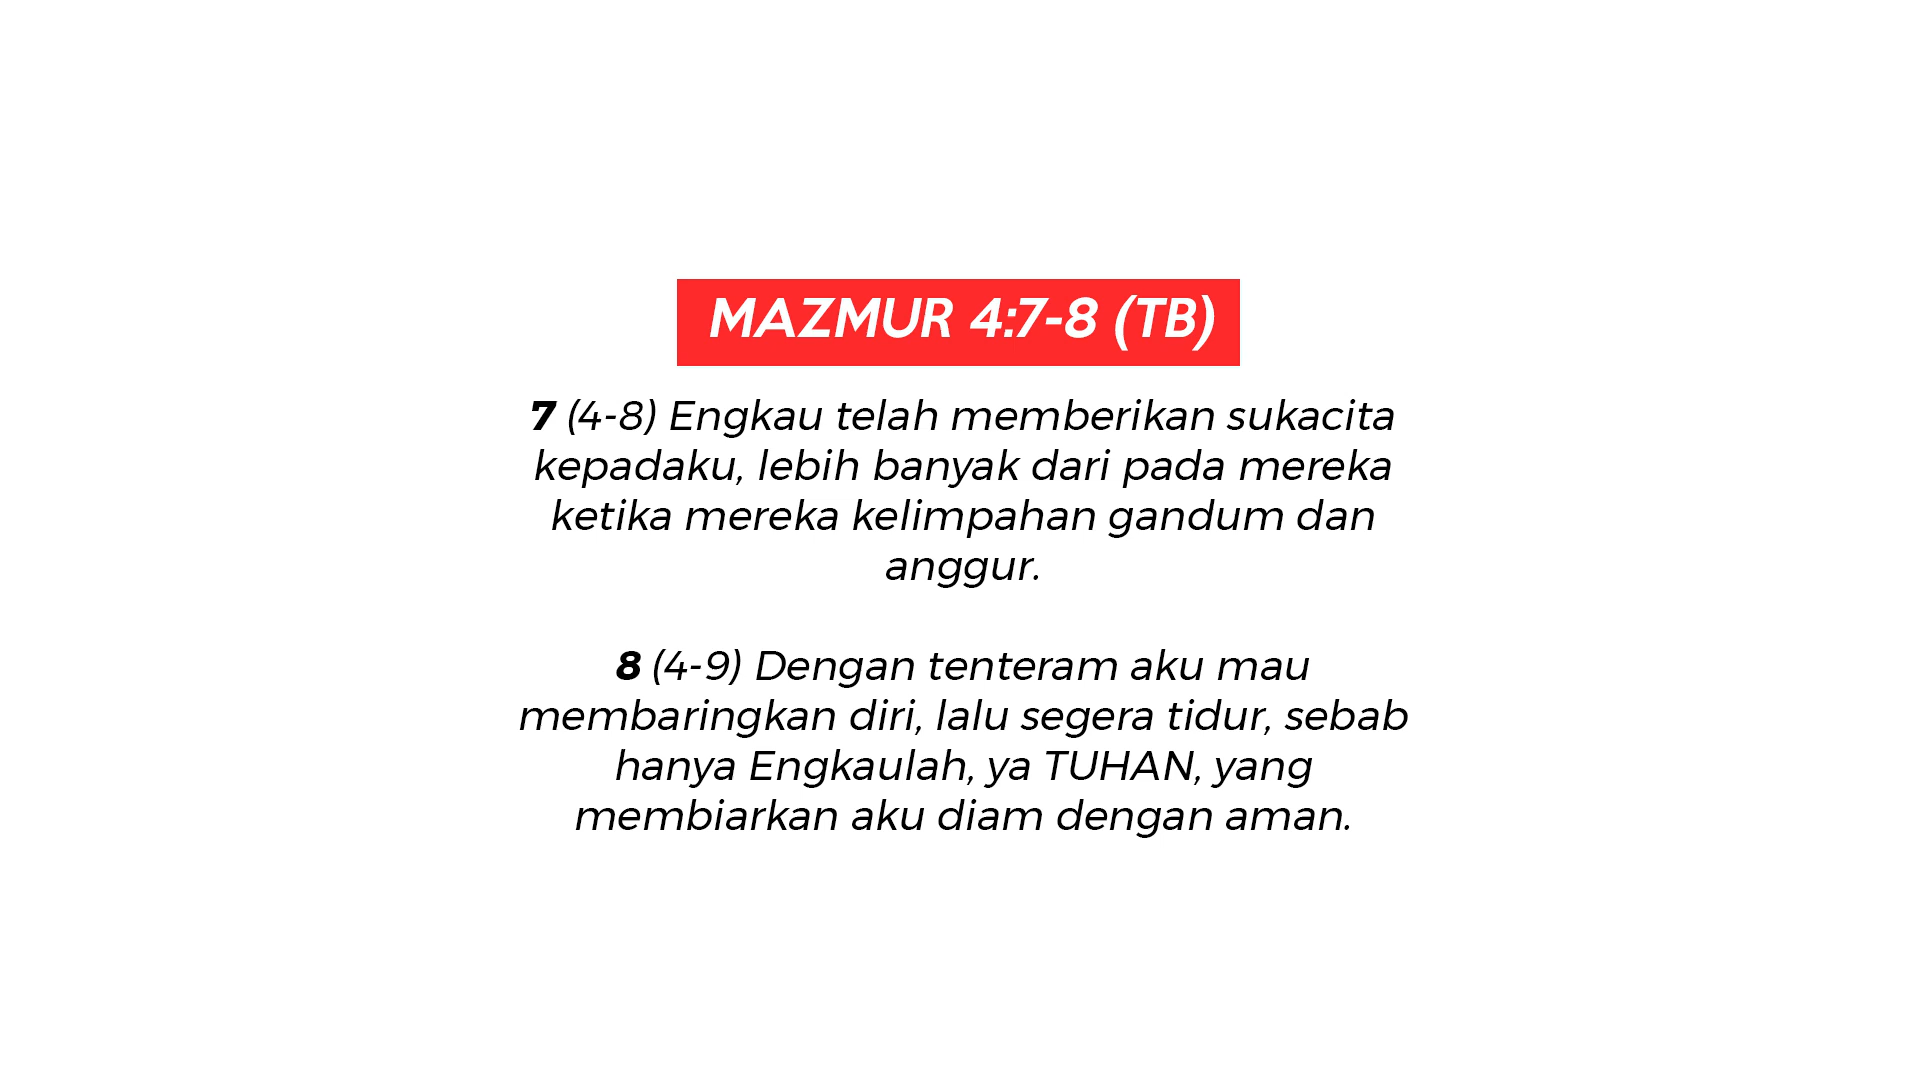 MAZMUR 4:7-8 (TB)
7 (4-8) Engkau telah memberikan sukacita
kepadaku, lebih banyak dari pada mereka
ketika mereka kelimpahan gandum dan
anggur.
8 (4-9) Dengan tenteram aku mau
membaringkan diri, lalu segera tidur, sebab
hanya Engkaulah, ya TUHAN, yang
membiarkan aku diam dengan aman.